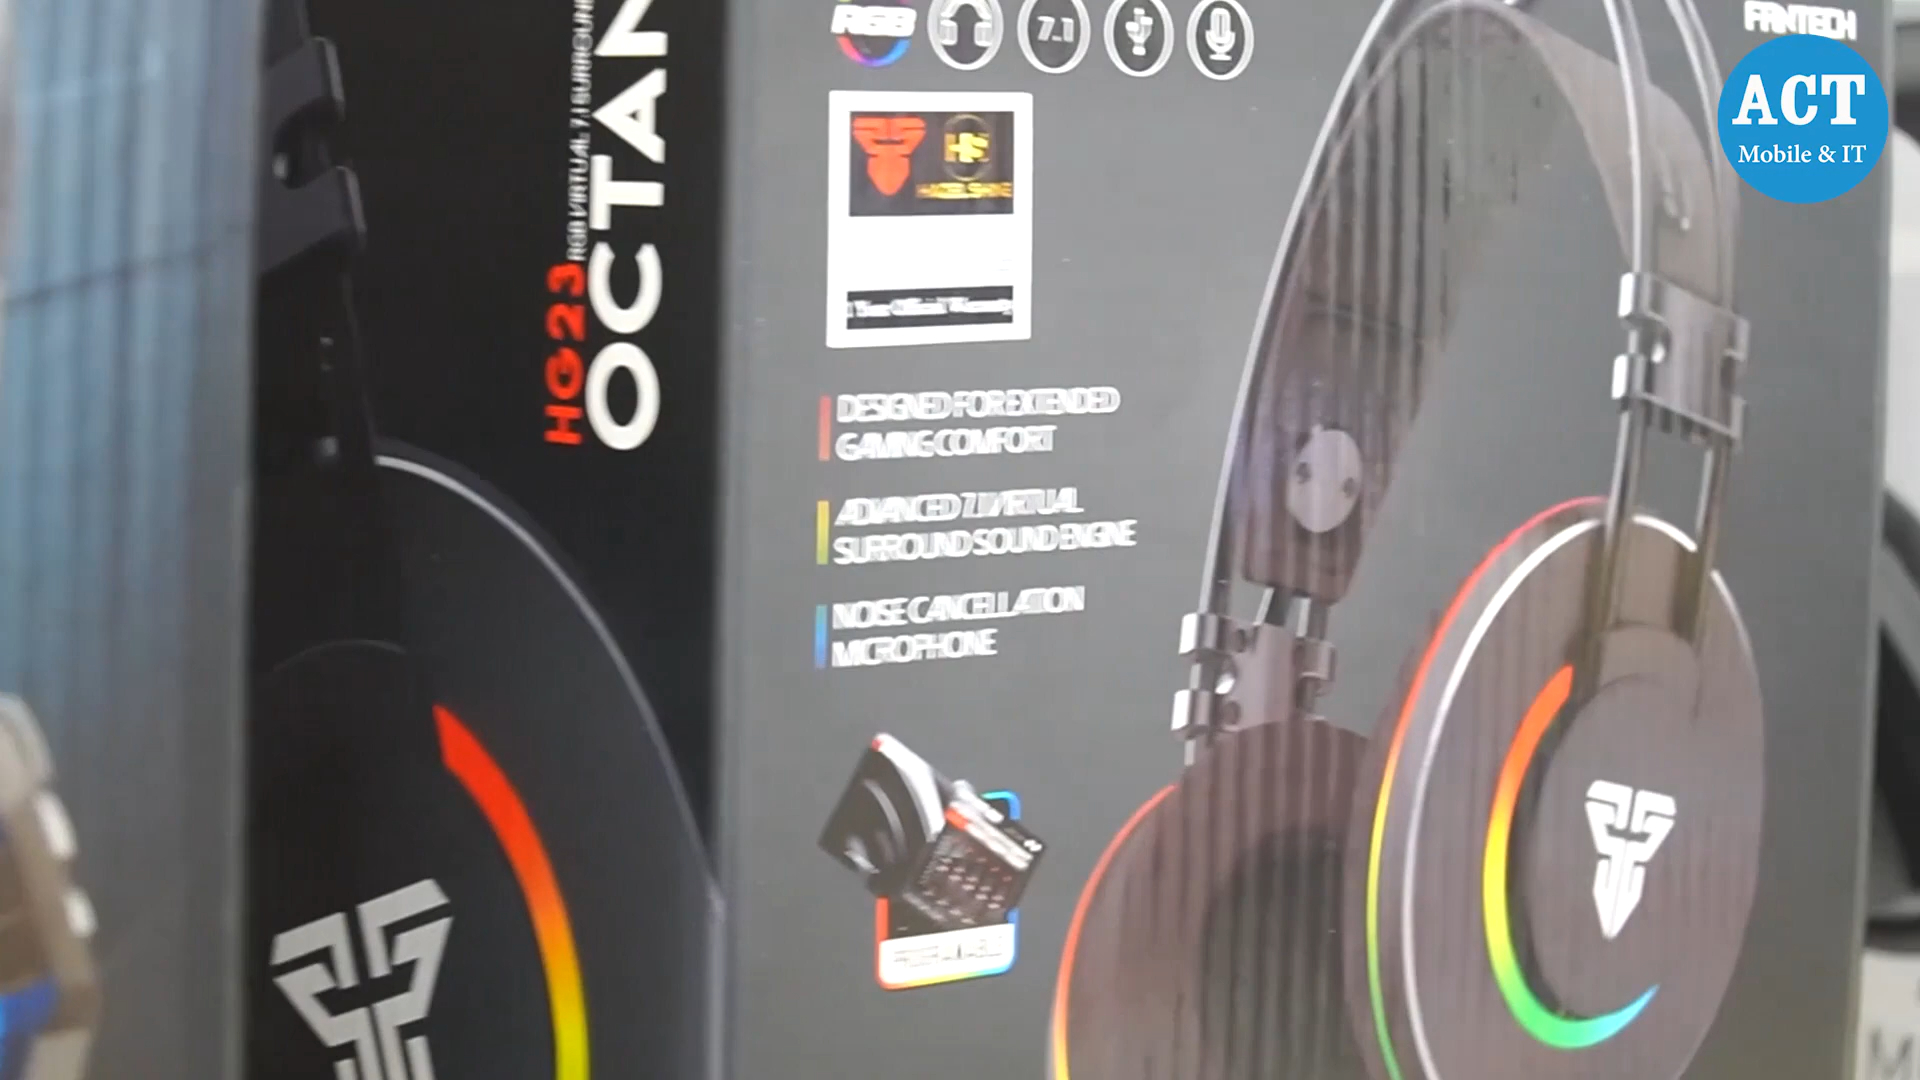 HG23
RGB VIRTUAL 7.1 SURROUND
OCTAN
RGB
7.1
FANTECH
ACT
Mobile & IT
HS
DESIGNED FOR EXTENDED
GAMING COMFORT
ADVANCED 7.1 VIRTUAL
SURROUND SOUND ENGINE
NOISE CANCELLATION
MICROPHONE